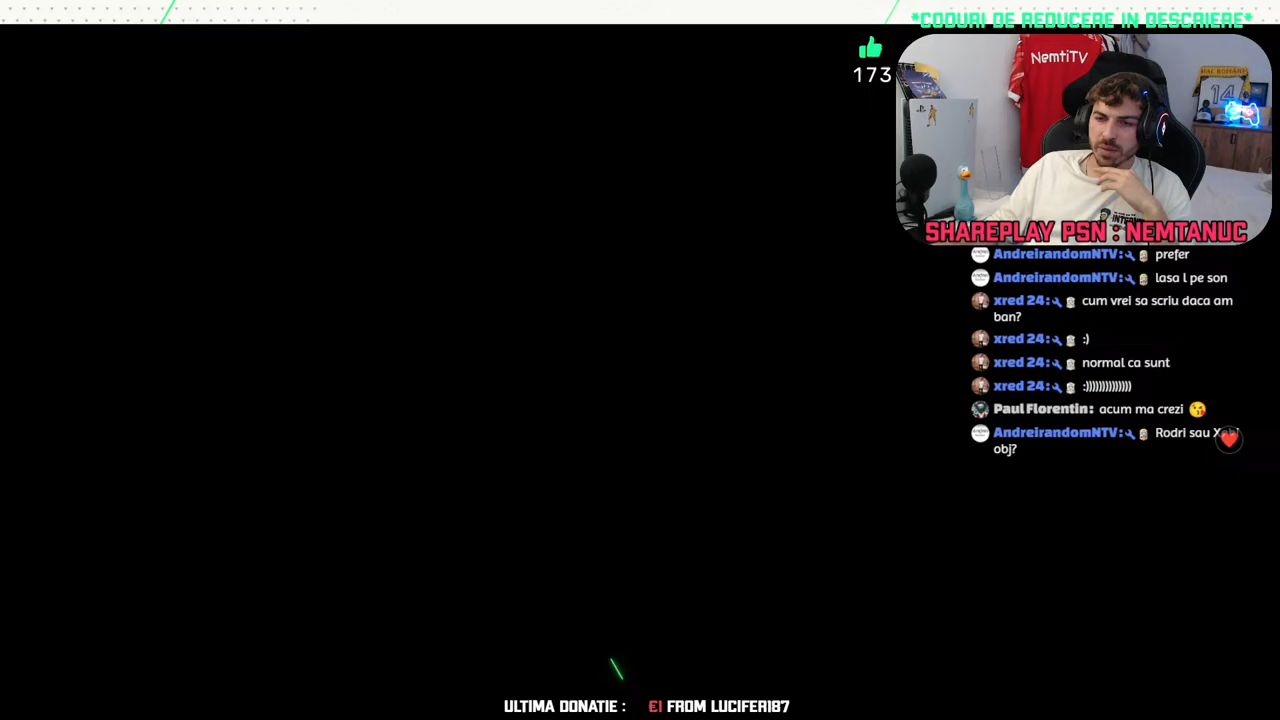 *CODURI DE REDUCERE IN DESCRIERE*
173
NemtiTV
14
SHAREPLAY PSN : NEMTANUC
AndreirandomNTV: prefer
AndreirandomNTV: lasa l pe son
xred 24: cum vrei sa scriu daca am
ban?
xred 24: :)
xred 24: normal ca sunt
xred 24: :))))))))))))))
Paul Florentin: acum ma crezi 😘
AndreirandomNTV: Rodri sau
obj?
ULTIMA DONATIE : €1 FROM LUCIFER187